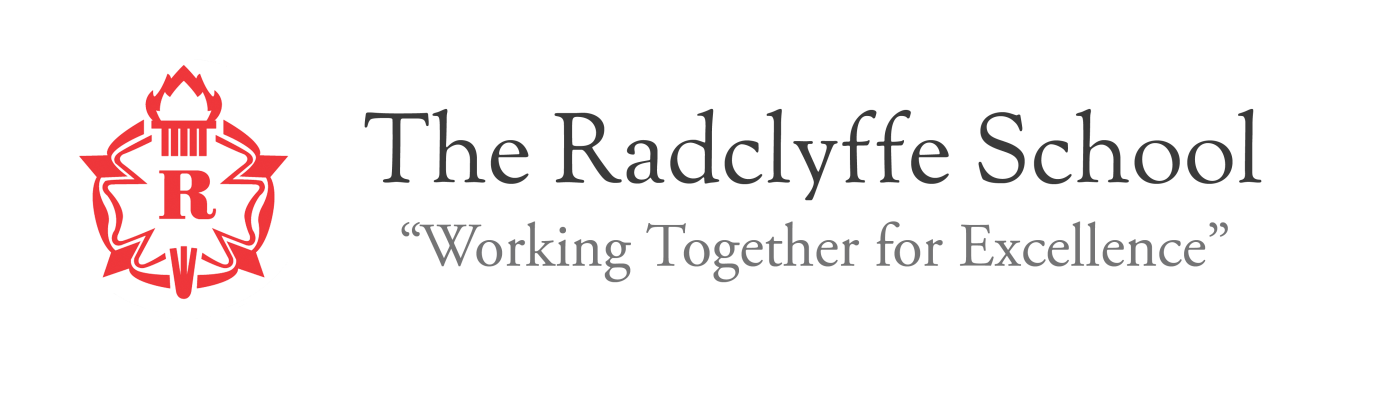 R
The Radclyffe School
“Working Together for Excellence”